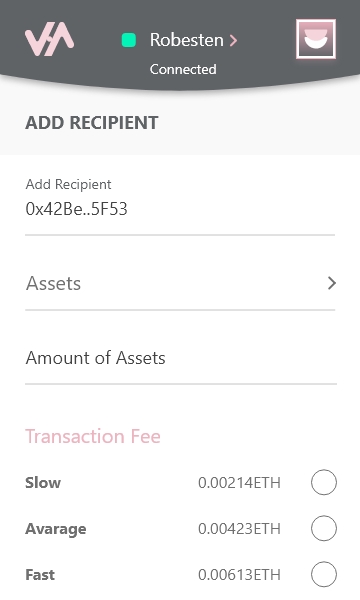 Robesten
Connected
ADD RECIPIENT
Add Recipient
0x42Be..5F53
Assets
Amount of Assets
Transaction Fee
Slow 0.00214ETH
Avarage 0.00423ETH
Fast 0.00613ETH